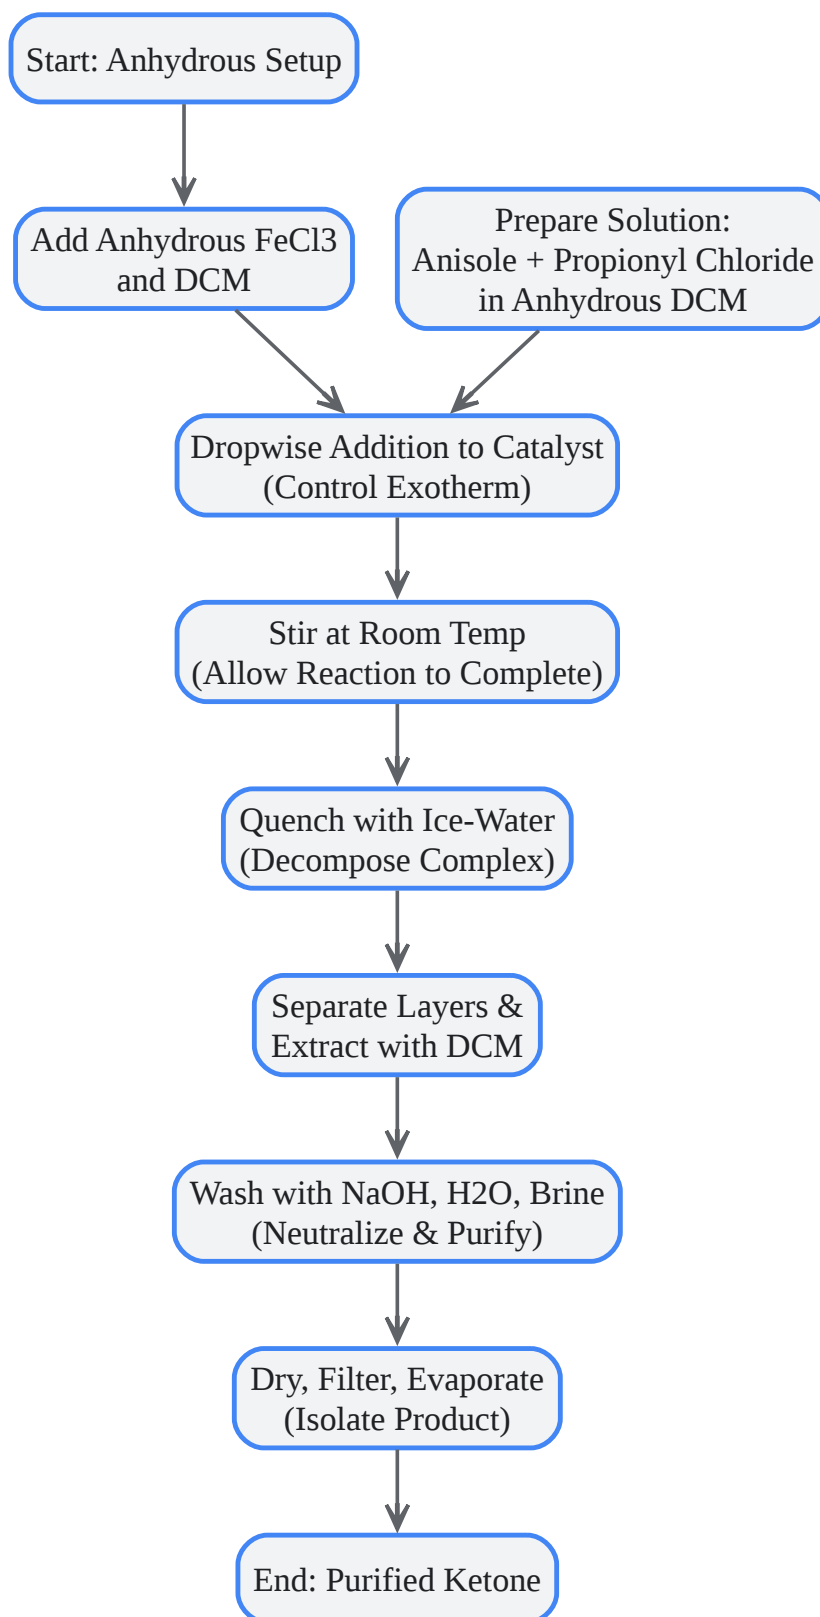 Start: Anhydrous Setup
Add Anhydrous FeCl3
and DCM
Prepare Solution:
Anisole + Propionyl Chloride
in Anhydrous DCM
Dropwise Addition to Catalyst
(Control Exotherm)
Stir at Room Temp
(Allow Reaction to Complete)
Quench with Ice-Water
(Decompose Complex)
Separate Layers &
Extract with DCM
Wash with NaOH, H2O, Brine
(Neutralize & Purify)
Dry, Filter, Evaporate
(Isolate Product)
End: Purified Ketone